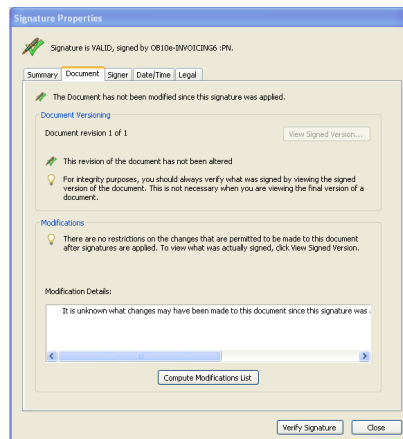 Signature Properties
Signature is VALID, signed by OB10e-INVOICING6 :PN.
Summary Document Signer Date/Time Legal
The Document has not been modified since this signature was applied.
Document Versioning
Document revision 1 of 1
View Signed Version...
This revision of the document has not been altered
For integrity purposes, you should always verify what was signed by viewing the signed
version of the document. This is not necessary when you are viewing the final version of a
document.
Modifications
There are no restrictions on the changes that are permitted to be made to this document
after signatures are applied. To view what was actually signed, click View Signed Version.
Modification Details:
It is unknown what changes may have been made to this document since this signature was
Compute Modifications List
Verify Signature Close